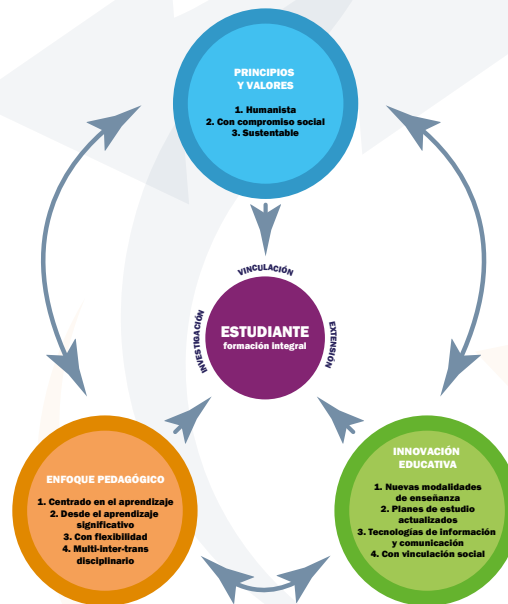 PRINCIPIOS
Y VALORES
1. Humanista
2. Con compromiso social
3. Sustentable
VINCULACIÓN
INVESTIGACIÓN
EXTENSIÓN
ESTUDIANTE
formación integral
ENFOQUE PEDAGÓGICO
1. Centrado en el aprendizaje
2. Desde el aprendizaje
significativo
3. Con flexibilidad
4. Multi-inter-trans
disciplinario
INNOVACIÓN
EDUCATIVA
1. Nuevas modalidades
de enseñanza
2. Planes de estudio
actualizados
3. Tecnologías de información
y comunicación
4. Con vinculación social